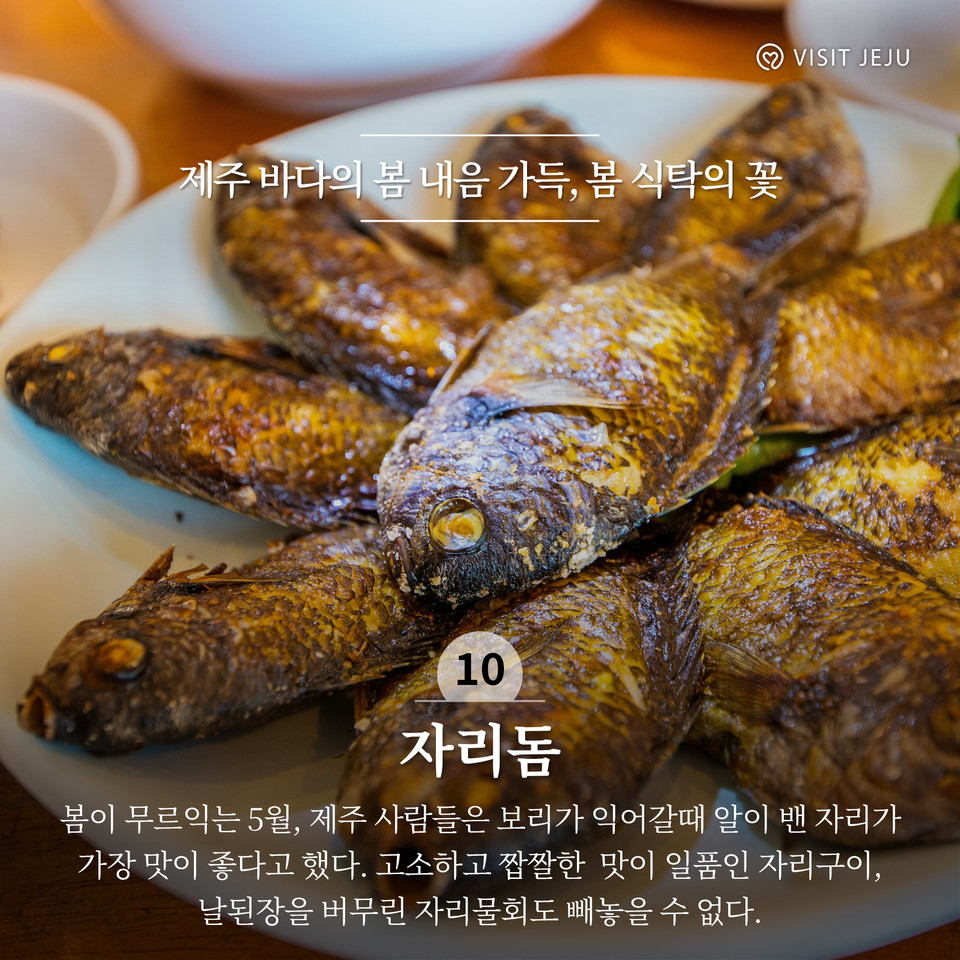 VISIT JEJU
제주 바다의 봄 내음 가득, 봄 식탁의 꽃
10
자리돔
봄이 무르익는 5월, 제주 사람들은 보리가 익어갈때 알이 밴 자리가
가장 맛이 좋다고 했다. 고소하고 짭짤한 맛이 일품인 자리구이,
날된장을 버무린 자리물회도 빼놓을 수 없다.